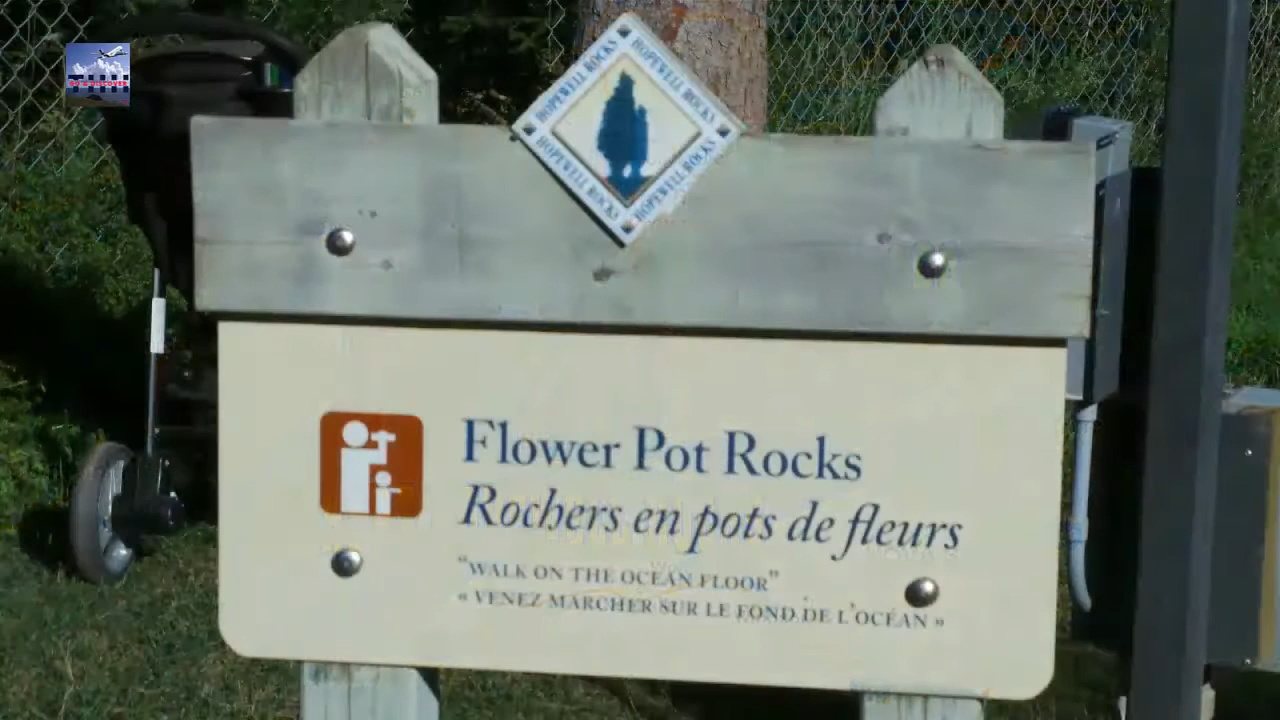 HOPEWELL ROCKS
HOPEWELL ROCKS
HOPEWELL ROCKS
HOPEWELL ROCKS
Flower Pot Rocks
Rochers en pots de fleurs
"WALK ON THE OCEAN FLOOR"
« VENEZ MARCHER SUR LE FOND DE L'OCÉAN »